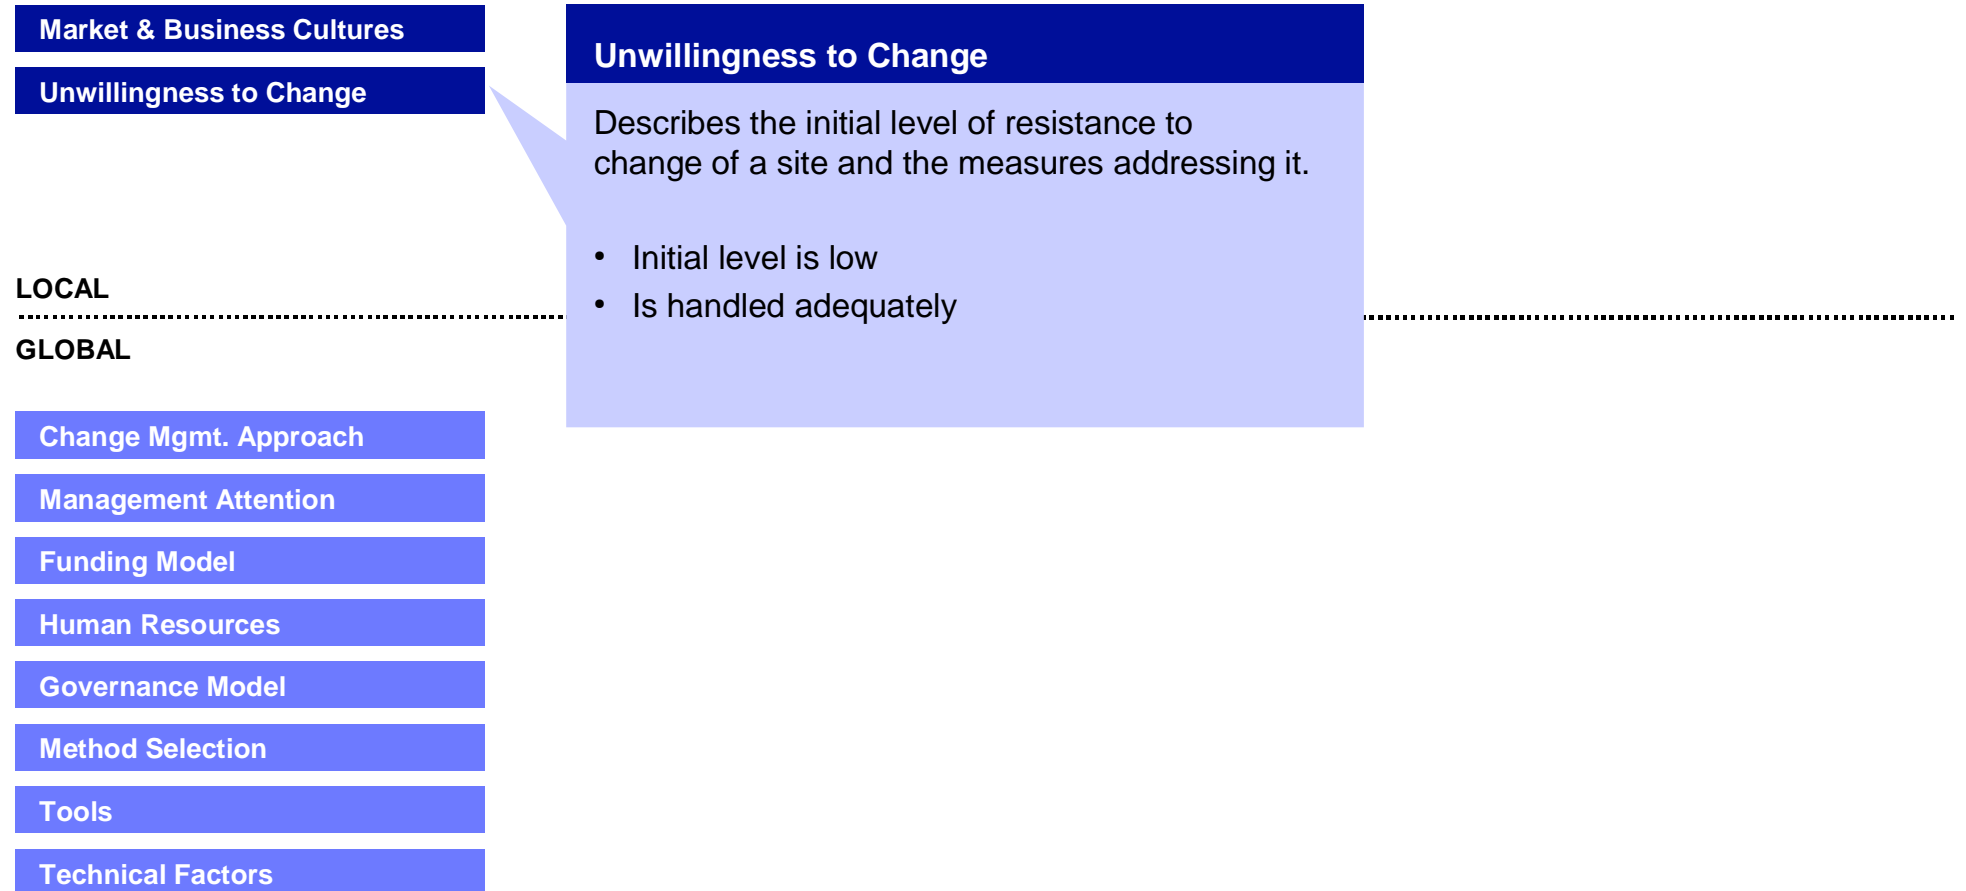 Market & Business Cultures
Unwillingness to Change
Unwillingness to Change
Describes the initial level of resistance to
change of a site and the measures addressing it.
• Initial level is low
• Is handled adequately
LOCAL
GLOBAL
Change Mgmt. Approach
Management Attention
Funding Model
Human Resources
Governance Model
Method Selection
Tools
Technical Factors